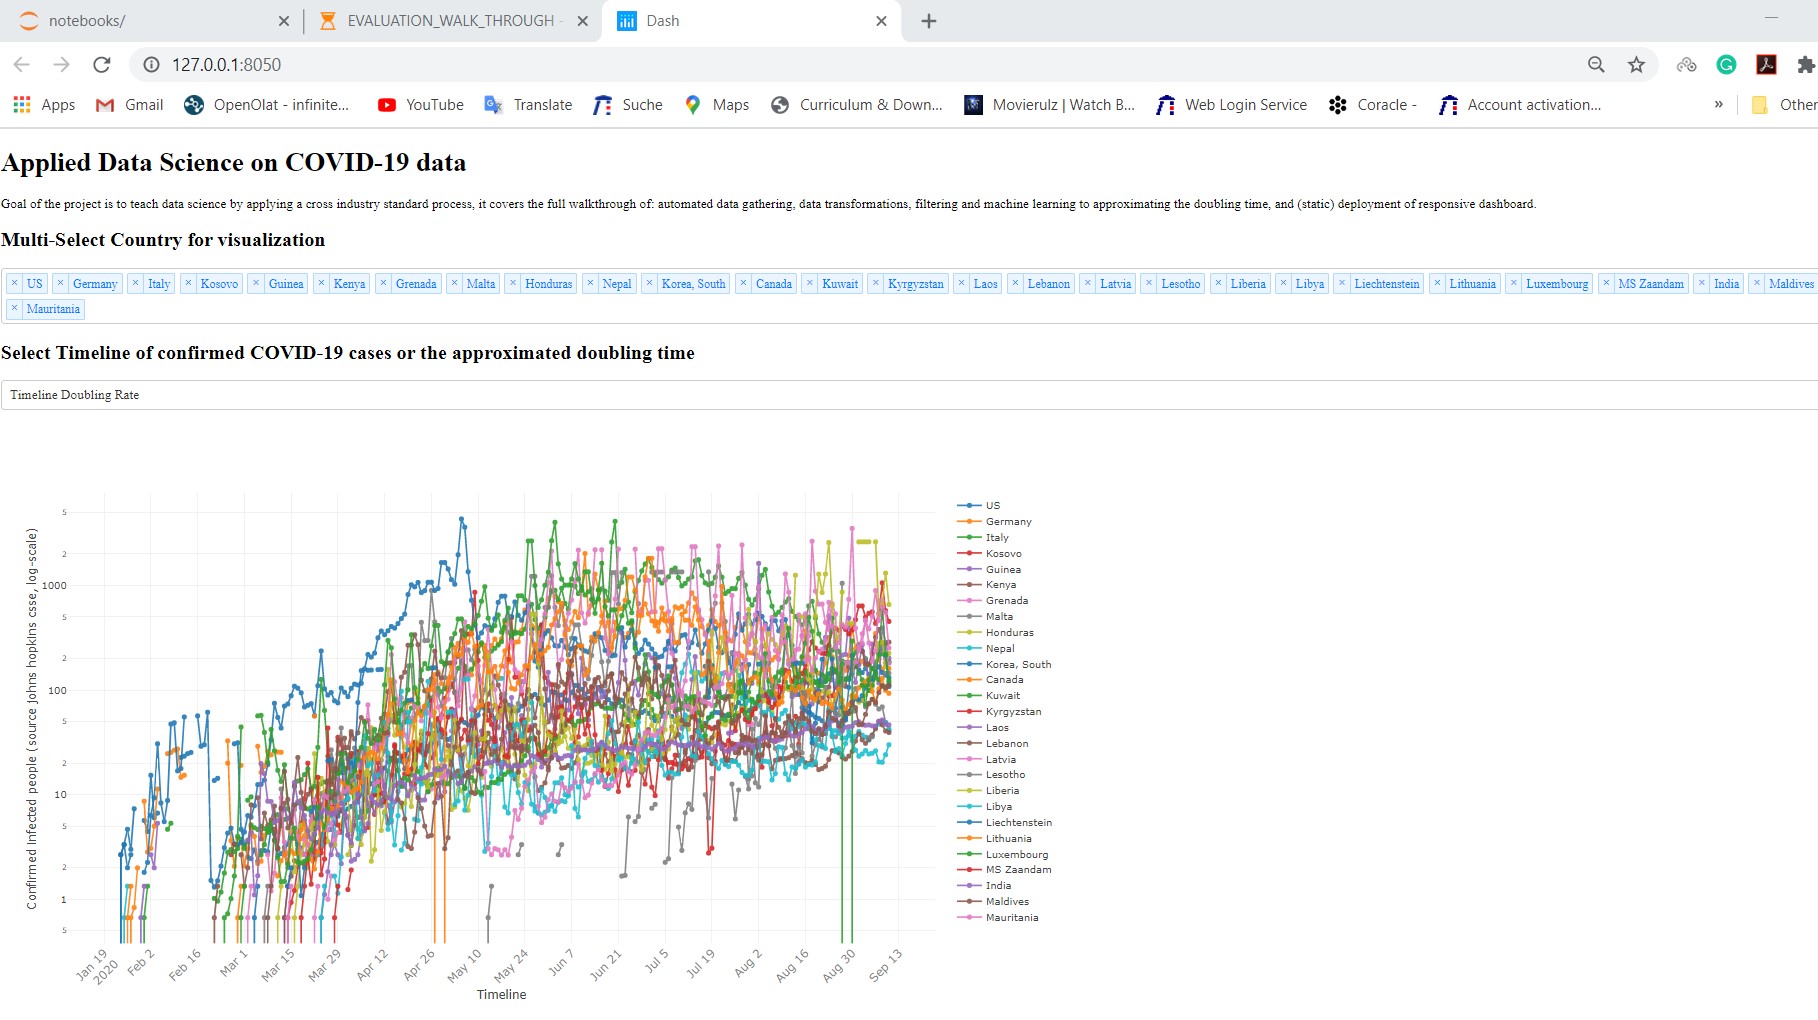 notebooks/
EVALUATION_WALK_THROUGH -
Dash
127.0.0.1:8050
Apps Gmail OpenOlat - infinite... YouTube Translate Suche Maps Curriculum & Down... Movierulz | Watch B... Web Login Service Coracle - Account activation... » Other
Applied Data Science on COVID-19 data
Goal of the project is to teach data science by applying a cross industry standard process, it covers the full walkthrough of: automated data gathering, data transformations, filtering and machine learning to approximating the doubling time, and (static) deployment of responsive dashboard.
Multi-Select Country for visualization
× US × Germany × Italy × Kosovo × Guinea × Kenya × Grenada × Malta × Honduras × Nepal × Korea, South × Canada × Kuwait × Kyrgyzstan × Laos × Lebanon × Latvia × Lesotho × Liberia × Libya × Liechtenstein × Lithuania × Luxembourg × MS Zaandam × India × Maldives
× Mauritania
Select Timeline of confirmed COVID-19 cases or the approximated doubling time
Timeline Doubling Rate
Confirmed infected people (source johns hopkins csse, log-scale)
5
2
1000
5
2
100
5
2
10
5
2
1
5
Jan 19
2020
Feb 2
Feb 16
Mar 1
Mar 15
Mar 29
Apr 12
Apr 26
May 10
May 24
Jun 7
Jun 21
Jul 5
Jul 19
Aug 2
Aug 16
Aug 30
Sep 13
Timeline
US
Germany
Italy
Kosovo
Guinea
Kenya
Grenada
Malta
Honduras
Nepal
Korea, South
Canada
Kuwait
Kyrgyzstan
Laos
Lebanon
Latvia
Lesotho
Liberia
Libya
Liechtenstein
Lithuania
Luxembourg
MS Zaandam
India
Maldives
Mauritania